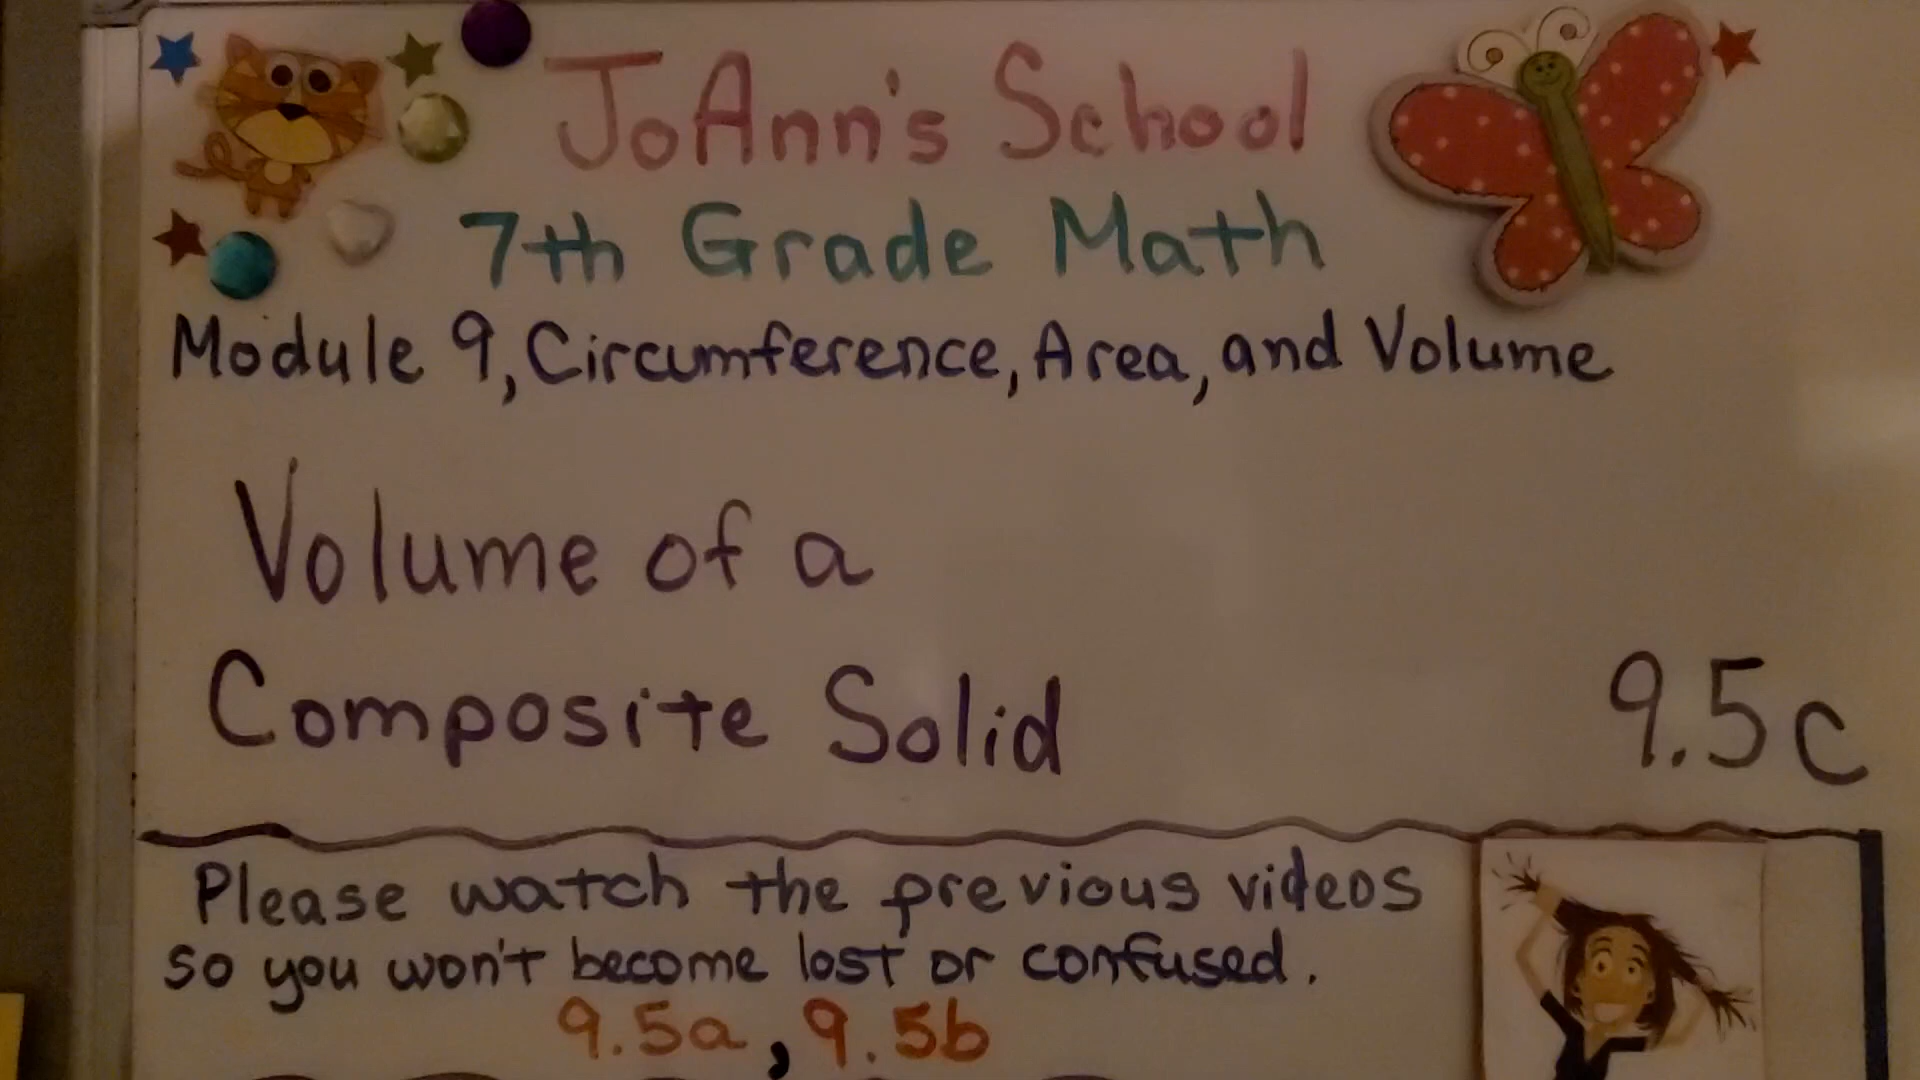 JoAnn's School
7th Grade Math
Module 9, Circumference, Area, and Volume
Volume of a
Composite Solid
9.5c
Please watch the previous videos
so you won't become lost or confused.
9.5a, 9.5b